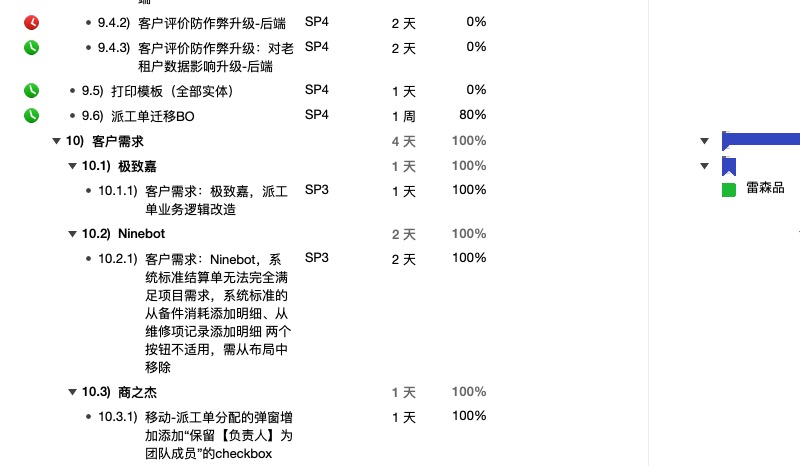 端
9.4.2) 客户评价防作弊升级-后端 SP4 2 天 0%
9.4.3) 客户评价防作弊升级：对老 SP4 2 天 0%
租户数据影响升级-后端
9.5) 打印模板（全部实体） SP4 1 天 0%
9.6) 派工单迁移BO SP4 1 周 80%
10) 客户需求 4 天 100%
10.1) 极致嘉 1 天 100%
10.1.1) 客户需求：极致嘉，派工 SP3 1 天 100% 雷森品
单业务逻辑改造
10.2) Ninebot 2 天 100%
10.2.1) 客户需求：Ninebot，系 SP3 2 天 100%
统标准结算单无法完全满
足项目需求，系统标准的
从备件消耗添加明细、从
维修项记录添加明细 两个
按钮不适用，需从布局中
移除
10.3) 商之杰 1 天 100%
10.3.1) 移动-派工单分配的弹窗增 1 天 100%
加添加“保留【负责人】为
团队成员”的checkbox